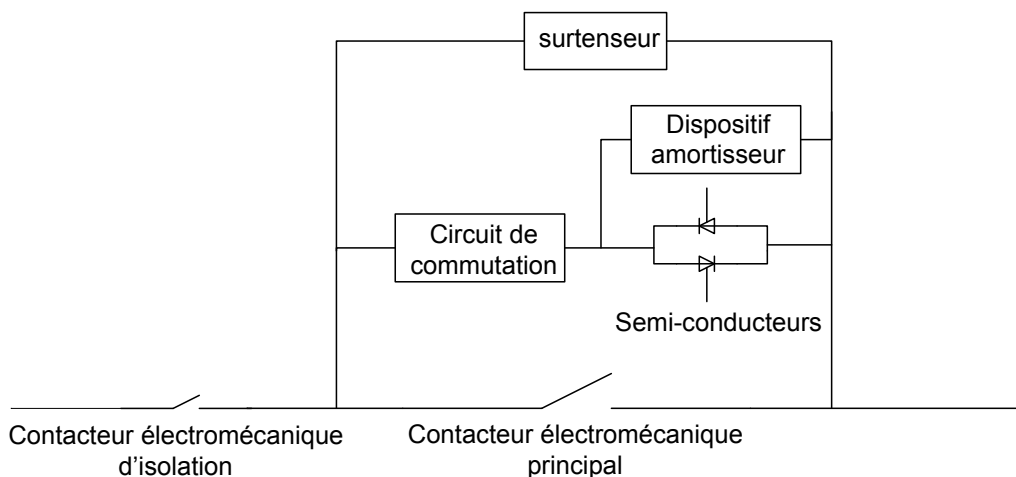 surtenseur
Dispositif
amortisseur
Circuit de
commutation
Semi-conducteurs
Contacteur électromécanique
d’isolation
Contacteur électromécanique
principal